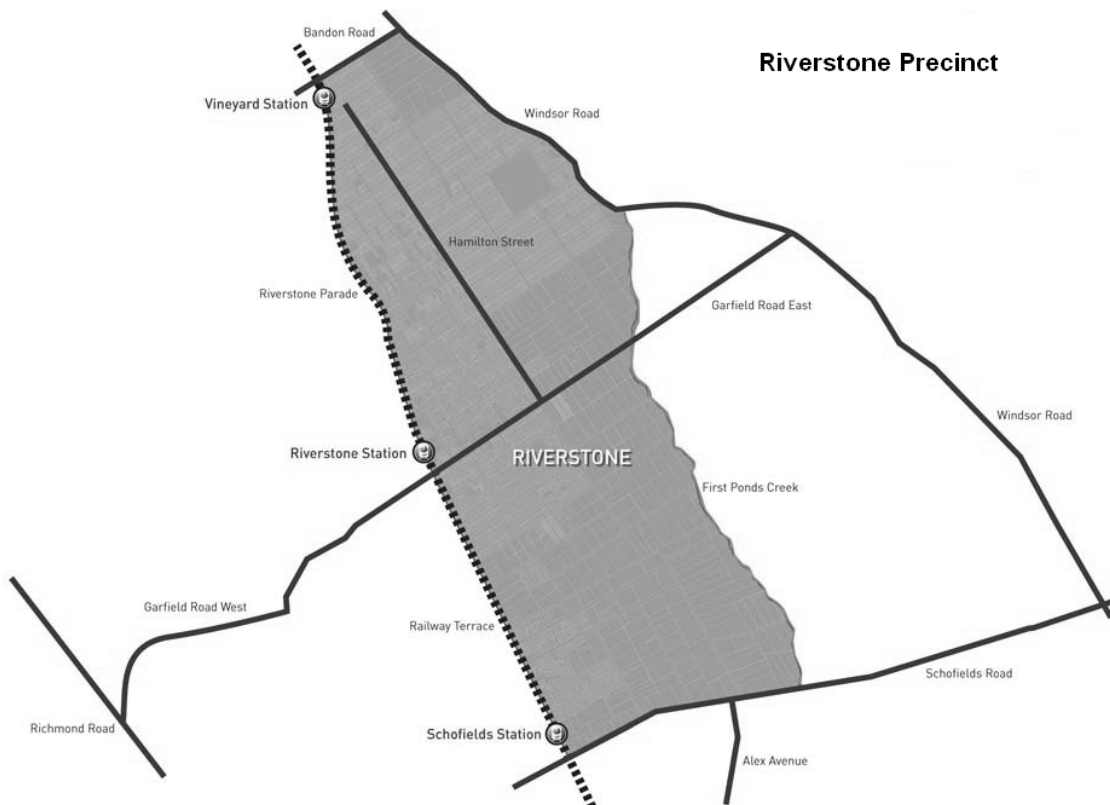 Bandon Road
Riverstone Precinct
Vineyard Station
Windsor Road
Hamilton Street
Riverstone Parade
Garfield Road East
Windsor Road
Riverstone Station
RIVERSTONE
First Ponds Creek
Garfield Road West
Railway Terrace
Schofields Road
Richmond Road
Schofields Station
Alex Avenue